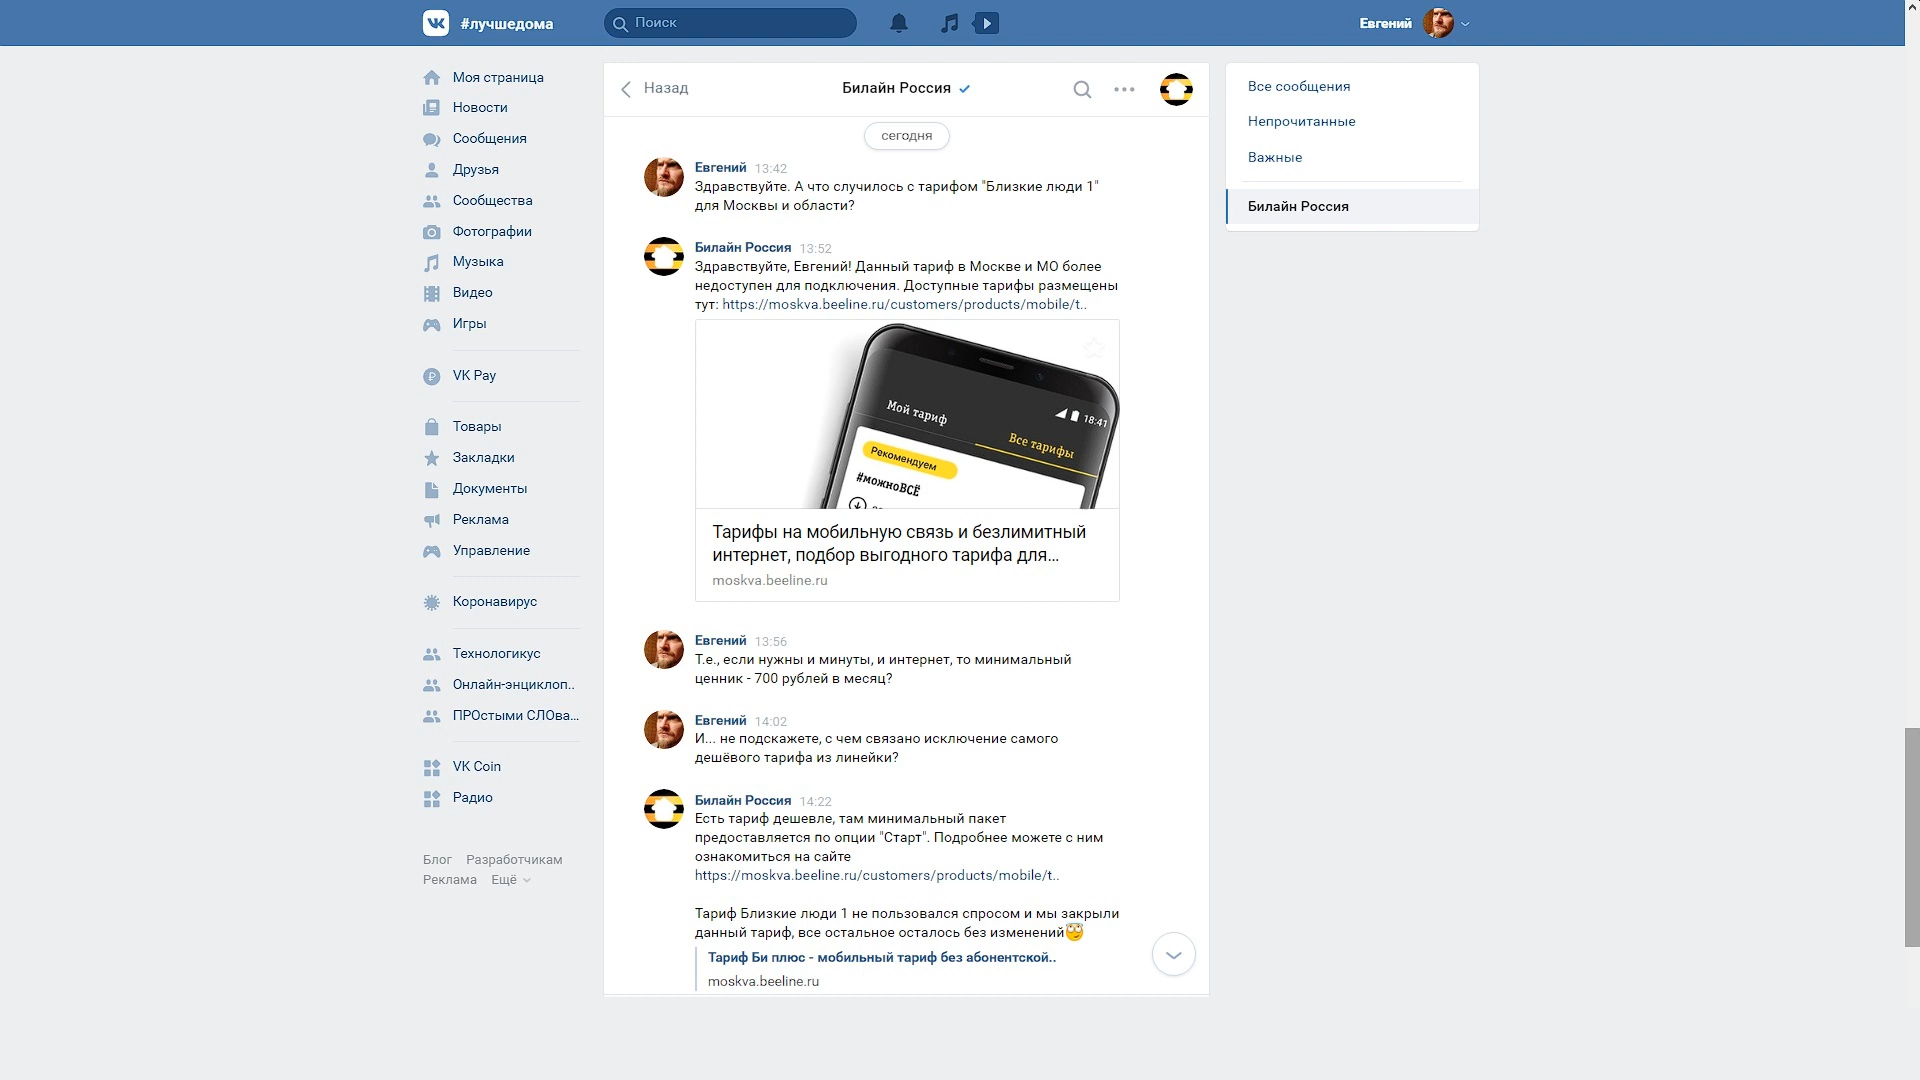 #лучшедома
Поиск
Евгений
Моя страница
Новости
Сообщения
Друзья
Сообщества
Фотографии
Музыка
Видео
Игры
VK Pay
Товары
Закладки
Документы
Реклама
Управление
Коронавирус
Технологикус
Онлайн-энциклоп..
ПРОстыми СЛОва...
VK Coin
Радио
Блог Разработчикам
Реклама Ещё
Назад
Билайн Россия
сегодня
Евгений 13:42
Здравствуйте. А что случилось с тарифом "Близкие люди 1"
для Москвы и области?
Билайн Россия 13:52
Здравствуйте, Евгений! Данный тариф в Москве и МО более
недоступен для подключения. Доступные тарифы размещены
тут: https://moskva.beeline.ru/customers/products/mobile/t..
18:41
Мой тариф
Все тарифы
Рекомендуем
#можноВСЁ
Тарифы на мобильную связь и безлимитный
интернет, подбор выгодного тарифа для...
moskva.beeline.ru
Евгений 13:56
Т.е., если нужны и минуты, и интернет, то минимальный
ценник - 700 рублей в месяц?
Евгений 14:02
И... не подскажете, с чем связано исключение самого
дешёвого тарифа из линейки?
Билайн Россия 14:22
Есть тариф дешевле, там минимальный пакет
предоставляется по опции "Старт". Подробнее можете с ним
ознакомиться на сайте
https://moskva.beeline.ru/customers/products/mobile/t..
Тариф Близкие люди 1 не пользовался спросом и мы закрыли
данный тариф, все остальное осталось без изменений
Тариф Би плюс - мобильный тариф без абонентской..
moskva.beeline.ru
Все сообщения
Непрочитанные
Важные
Билайн Россия